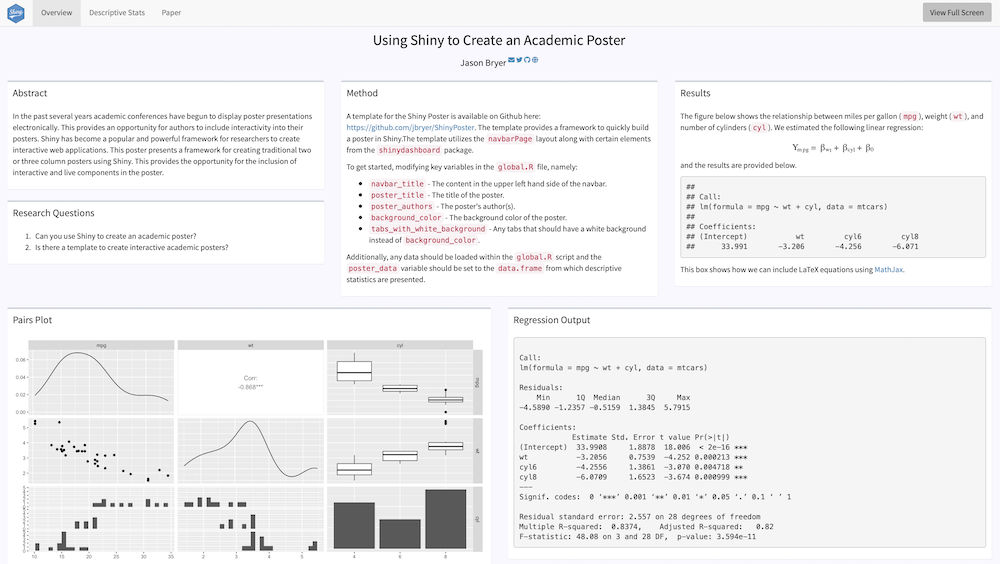 Shiny
Overview
Descriptive Stats
Paper
View Full Screen
Using Shiny to Create an Academic Poster
Jason Bryer
Abstract
In the past several years academic conferences have begun to display poster presentations
electronically. This provides an opportunity for authors to include interactivity into their
posters. Shiny has become a popular and powerful framework for researchers to create
interactive web applications. This poster presents a framework for creating traditional two
or three column posters using Shiny. This provides the opportunity for the inclusion of
interactive and live components in the poster.
Research Questions
1. Can you use Shiny to create an academic poster?
2. Is there a template to create interactive academic posters?
Method
A template for the Shiny Poster is available on Github here:
https://github.com/jbryer/ShinyPoster. The template provides a framework to quickly build
a poster in Shiny.The template utilizes the navbarPage layout along with certain elements
from the shinydashboard package.
To get started, modifying key variables in the global.R file, namely:
• navbar_title - The content in the upper left hand side of the navbar.
• poster_title - The title of the poster.
• poster_authors - The poster's author(s).
• background_color - The background color of the poster.
• tabs_with_white_background - Any tabs that should have a white background
instead of background_color.
Additionally, any data should be loaded within the global.R script and the
poster_data variable should be set to the data.frame from which descriptive
statistics are presented.
Results
The figure below shows the relationship between miles per gallon (mpg), weight (wt), and
number of cylinders (cyl). We estimated the following linear regression:
Υmpg = βwt + βcyl + β0
and the results are provided below.
##
## Call:
## lm(formula = mpg ~ wt + cyl, data = mtcars)
##
## Coefficients:
## (Intercept) wt cyl6 cyl8
## 33.991 -3.206 -4.256 -6.071
This box shows how we can include LaTeX equations using MathJax.
Pairs Plot
mpg wt cyl
0.06
0.04
0.02
0.00
Corr:
-0.868***
mpg
5
4
3
2
wt
cyl
10 15 20 25 30 35 2 3 4 5 4 6 8
Regression Output
Call:
lm(formula = mpg ~ wt + cyl, data = mtcars)
Residuals:
Min 1Q Median 3Q Max
-4.5890 -1.2357 -0.5159 1.3845 5.7915
Coefficients:
Estimate Std. Error t value Pr(>|t|)
(Intercept) 33.9908 1.8878 18.006 < 2e-16 ***
wt -3.2056 0.7539 -4.252 0.000213 ***
cyl6 -4.2556 1.3861 -3.070 0.004718 **
cyl8 -6.0709 1.6523 -3.674 0.000999 ***
---
Signif. codes: 0 '***' 0.001 '**' 0.01 '*' 0.05 '.' 0.1 ' ' 1
Residual standard error: 2.557 on 28 degrees of freedom
Multiple R-squared: 0.8374, Adjusted R-squared: 0.82
F-statistic: 48.08 on 3 and 28 DF, p-value: 3.594e-11